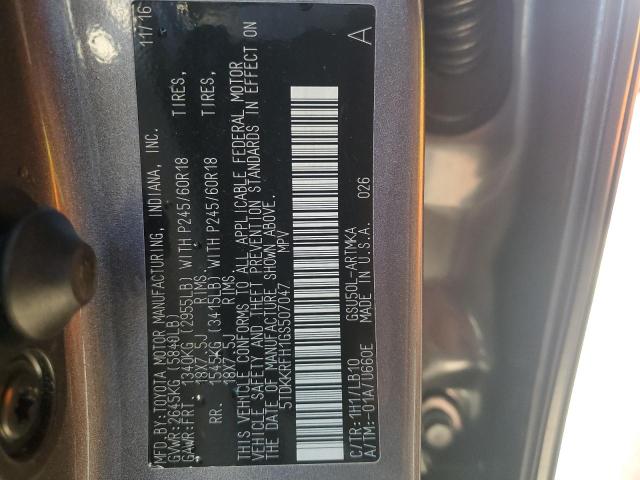 MFD.BY:TOYOTA MOTOR MANUFACTURING, INDIANA, INC. 11/16
GVWR:2645KG (5840LB)
GAWR:FRT. 1340KG (2955LB) WITH P245/60R18 TIRES,
18X7.5J RIMS,
RR. 1545KG (3415LB) WITH P245/60R18 TIRES,
18X7.5J RIMS.
THIS VEHICLE CONFORMS TO ALL APPLICABLE FEDERAL MOTOR
VEHICLE SAFETY AND THEFT PREVENTION STANDARDS IN EFFECT ON
THE DATE OF MANUFACTURE SHOWN ABOVE.
5TDKKRFH1GS507047 MPV
A
C/TR:1H1/LB10 GSU50L-ARTMKA 026
A/TM:-01A/U660E MADE IN U.S.A.